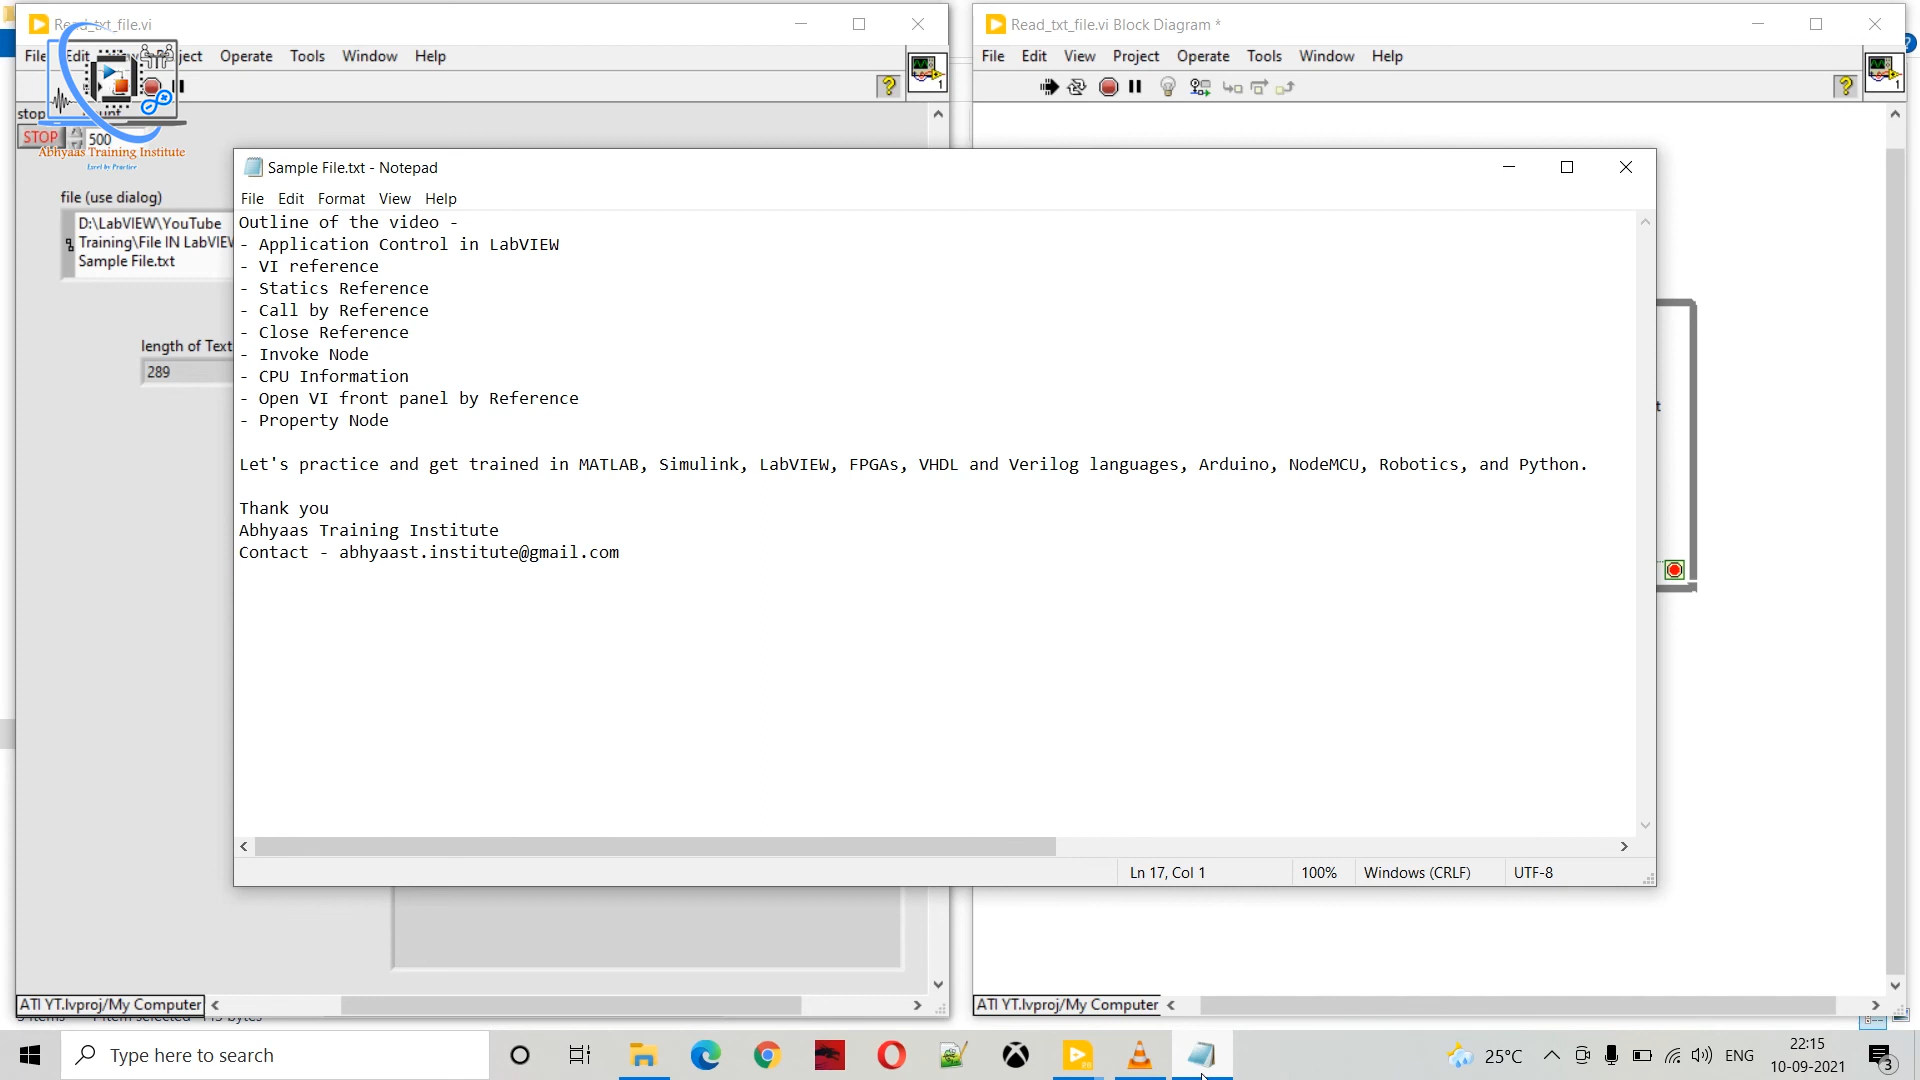 Read_txt_file.vi
File Edit View Project Operate Tools Window Help
stop
STOP
500
Abhyaas Training Institute
Excel by Practice
file (use dialog)
D:\LabVIEW\YouTube
Training\File IN LabVIEW
Sample File.txt
length of Text
289
ATI YT.lvproj/My Computer
Read_txt_file.vi Block Diagram *
File Edit View Project Operate Tools Window Help
ATI YT.lvproj/My Computer
Sample File.txt - Notepad
File Edit Format View Help
Outline of the video -
- Application Control in LabVIEW
- VI reference
- Statics Reference
- Call by Reference
- Close Reference
- Invoke Node
- CPU Information
- Open VI front panel by Reference
- Property Node
Let's practice and get trained in MATLAB, Simulink, LabVIEW, FPGAs, VHDL and Verilog languages, Arduino, NodeMCU, Robotics, and Python.
Thank you
Abhyaas Training Institute
Contact - abhyaast.institute@gmail.com
Ln 17, Col 1 100% Windows (CRLF) UTF-8
Type here to search
25°C ENG 22:15
10-09-2021
3